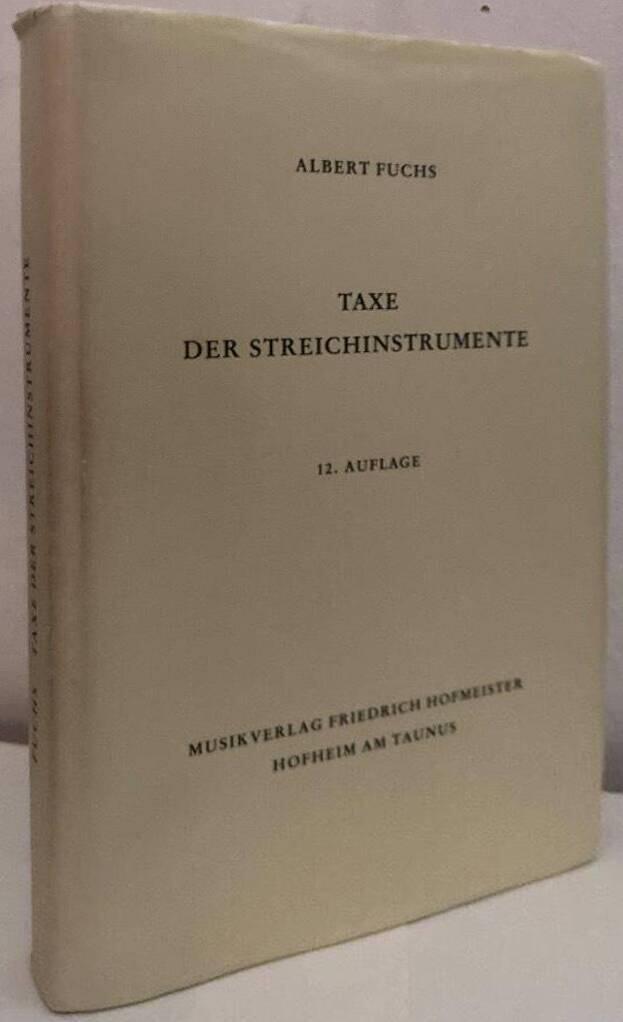 ALBERT FUCHS
TAXE
DER STREICHINSTRUMENTE
12. AUFLAGE
MUSIKVERLAG FRIEDRICH HOFMEISTER
HOFHEIM AM TAUNUS
FUCHS TAXE DER STREICHINSTRUMENTE